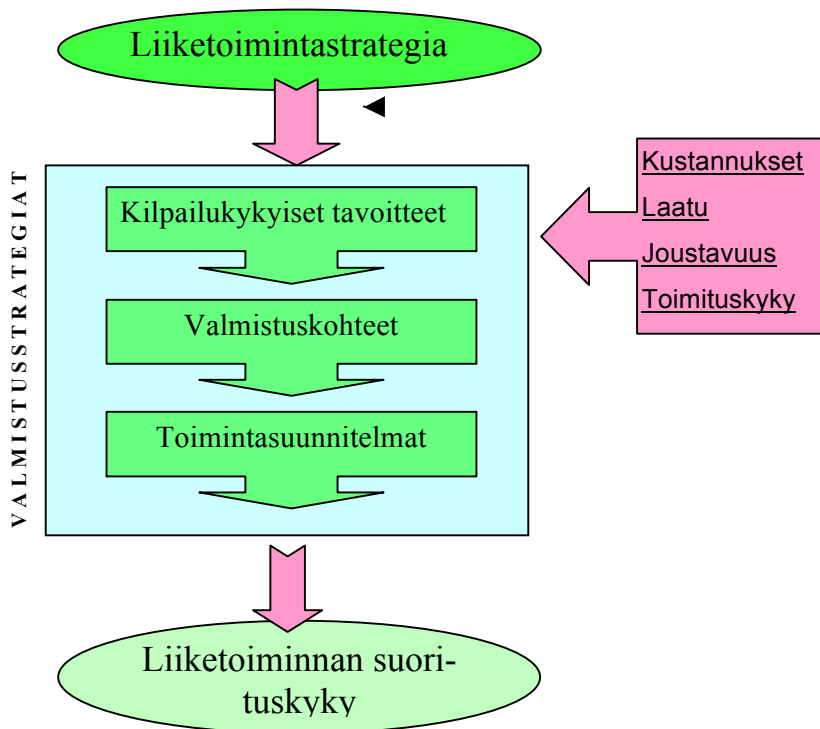 Liiketoimintastrategia
VALMISTUSSTRATEGIAT
Kilpailukykyiset tavoitteet
Valmistuskohteet
Toimintasuunnitelmat
Kustannukset
Laatu
Joustavuus
Toimituskyky
Liiketoiminnan suori-
tuskyky